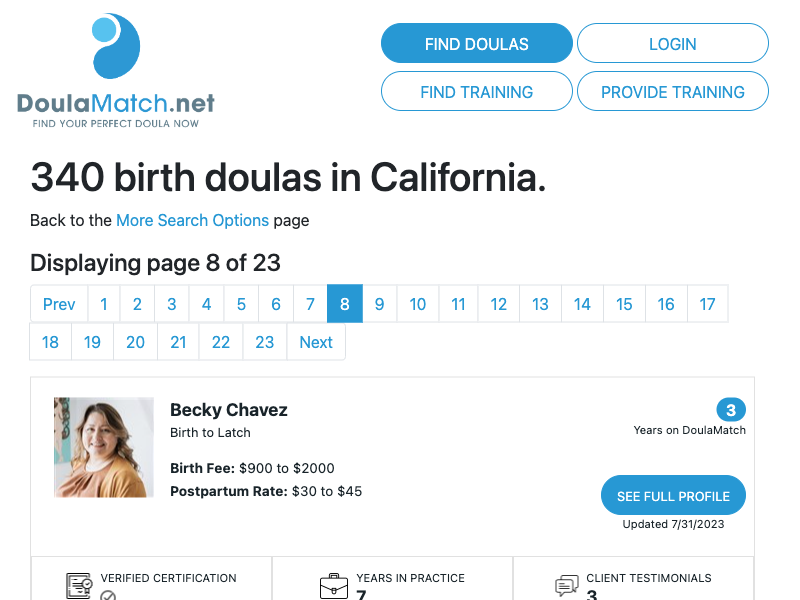 FIND DOULAS
LOGIN
FIND TRAINING
PROVIDE TRAINING
DoulaMatch.net
FIND YOUR PERFECT DOULA NOW
340 birth doulas in California.
Back to the More Search Options page
Displaying page 8 of 23
Prev 1 2 3 4 5 6 7 8 9 10 11 12 13 14 15 16 17
18 19 20 21 22 23 Next
Becky Chavez
Birth to Latch
Birth Fee: $900 to $2000
Postpartum Rate: $30 to $45
3
Years on DoulaMatch
SEE FULL PROFILE
Updated 7/31/2023
VERIFIED CERTIFICATION
YEARS IN PRACTICE
7
CLIENT TESTIMONIALS
3